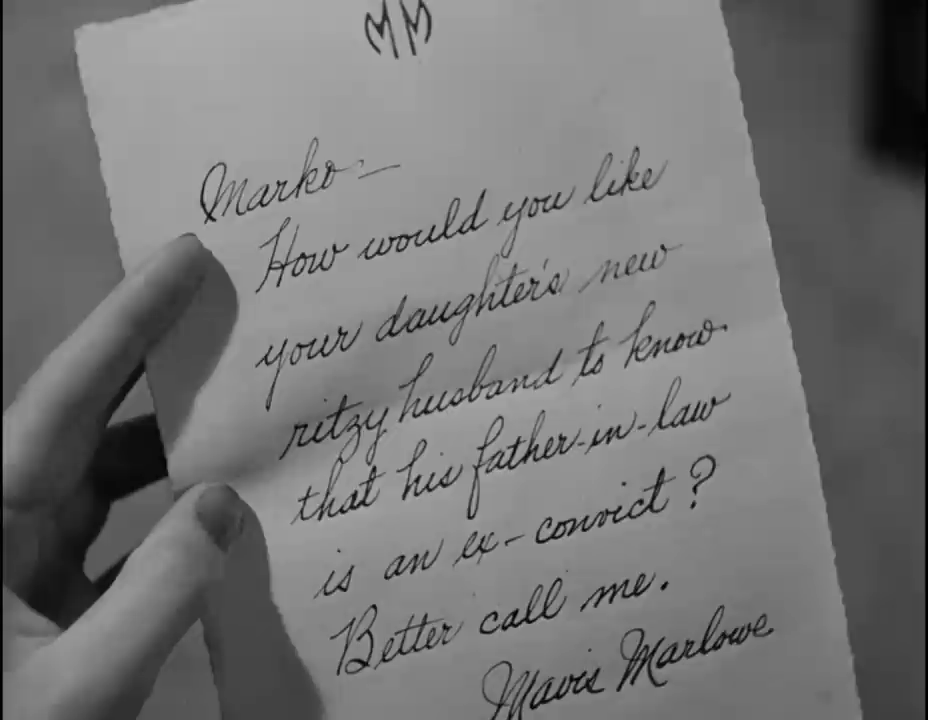 MM
Marko -
How would you like
your daughter's new
ritzy husband to know
that his father-in-law
is an ex-convict?
Better call me.
Mavis Marlowe